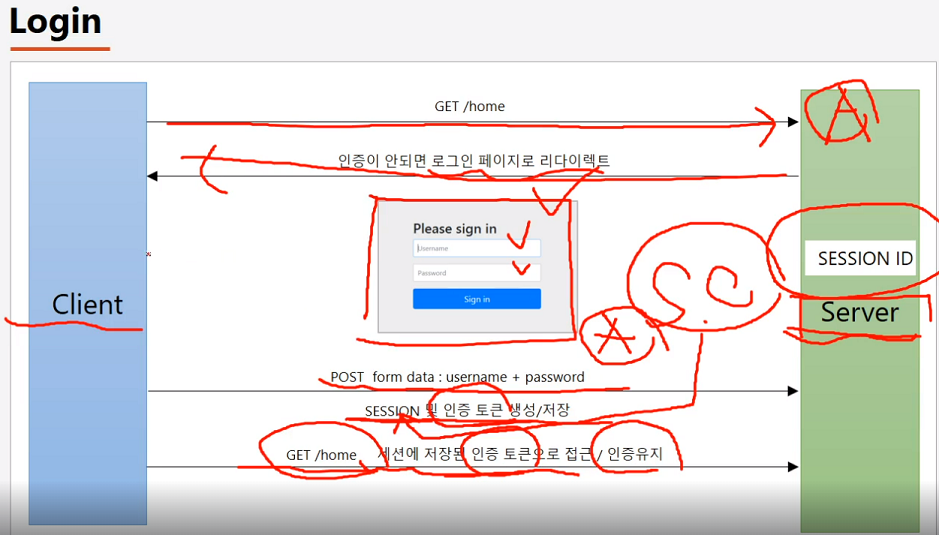 Login
GET /home
A
인증이 안되면 로그인 페이지로 리다이렉트
Please sign in
Username
Password
Sign in
SESSION ID
Client
Server
SC
A
POST form data : username + password
SESSION 및 인증 토큰 생성/저장
GET /home 세션에 저장된 인증 토큰으로 접근 / 인증유지